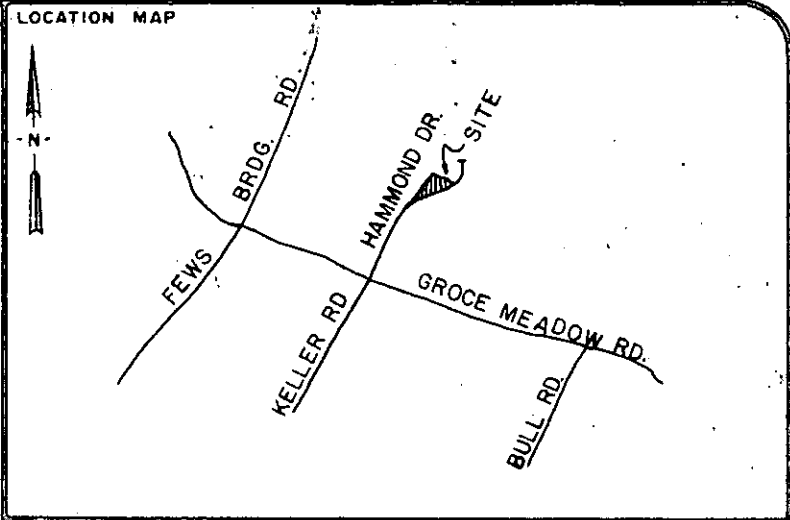 LOCATION MAP
-N-
FEWS BRDG. RD.
HAMMOND DR.
SITE
KELLER RD
GROCE MEADOW RD.
BULL RD.